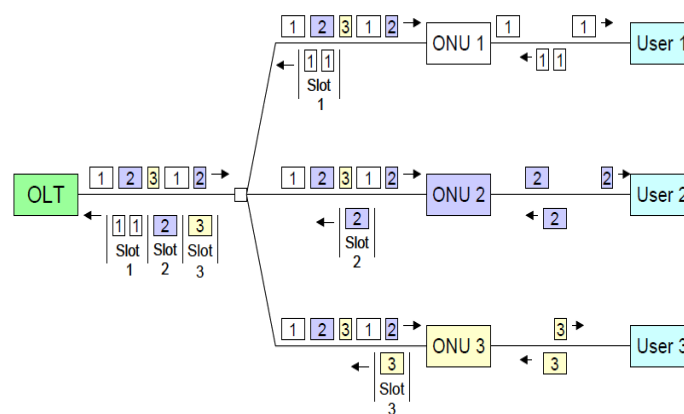 1 2 3 1 2
ONU 1
1 1
User 1
1 1
1 1
Slot
1
OLT
1 2 3 1 2
1 1 2 3
Slot Slot Slot
1 2 3
1 2 3 1 2
ONU 2
2 2
User 2
2
2
Slot
2
1 2 3 1 2
ONU 3
3
User 3
3
3
Slot
3